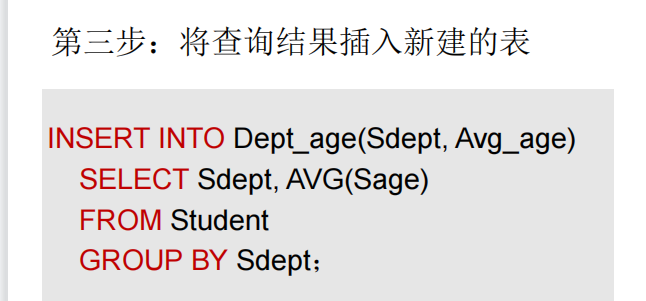 第三步：将查询结果插入新建的表
INSERT INTO Dept_age(Sdept, Avg_age)
SELECT Sdept, AVG(Sage)
FROM Student
GROUP BY Sdept；